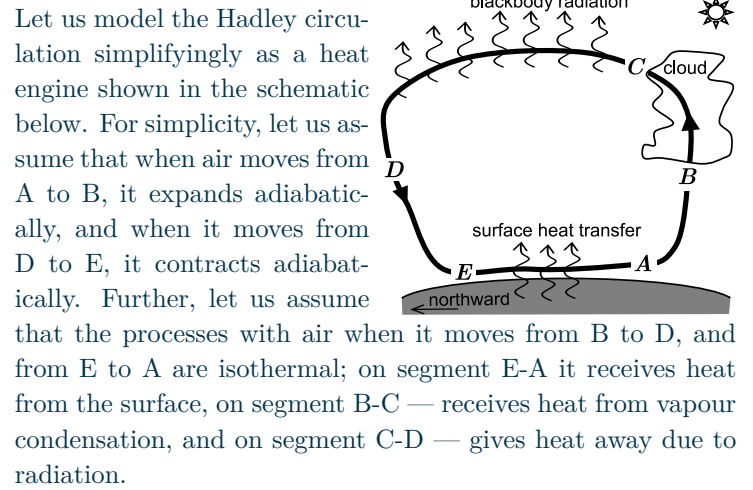 Let us model the Hadley circu-
lation simplifyingly as a heat
engine shown in the schematic
below. For simplicity, let us as-
sume that when air moves from
A to B, it expands adiabatic-
ally, and when it moves from
D to E, it contracts adiabat-
ically. Further, let us assume
that the processes with air when it moves from B to D, and
from E to A are isothermal; on segment E-A it receives heat
from the surface, on segment B-C — receives heat from vapour
condensation, and on segment C-D — gives heat away due to
radiation.
blackbody radiation
C
cloud
D
B
surface heat transfer
E
A
northward